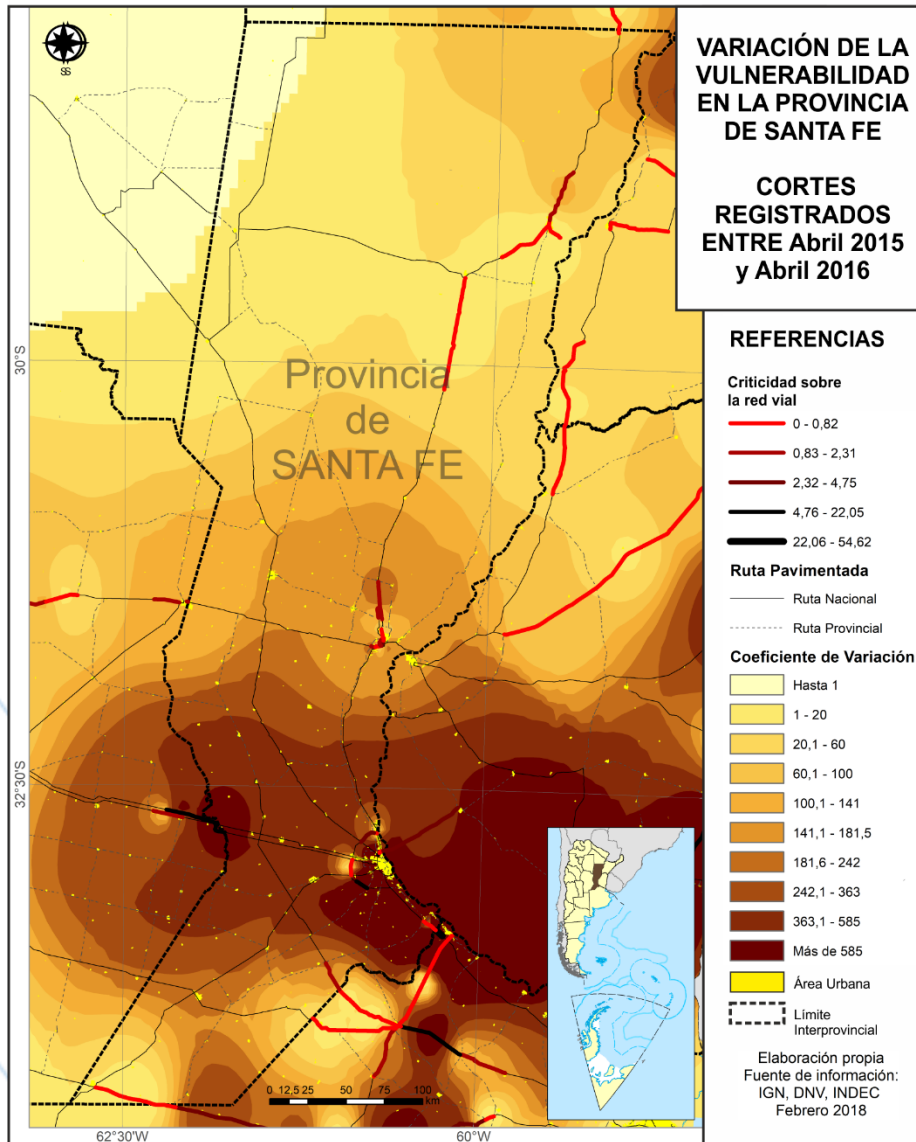 VARIACIÓN DE LA
VULNERABILIDAD
EN LA PROVINCIA
DE SANTA FE
CORTES
REGISTRADOS
ENTRE Abril 2015
y Abril 2016
SS
30°S
32°30'S
62°30'W
60°W
Provincia
de
SANTA FE
0 12,5 25 50 75 100
km
REFERENCIAS
Criticidad sobre
la red vial
0 - 0,82
0,83 - 2,31
2,32 - 4,75
4,76 - 22,05
22,06 - 54,62
Ruta Pavimentada
Ruta Nacional
Ruta Provincial
Coeficiente de Variación
Hasta 1
1 - 20
20,1 - 60
60,1 - 100
100,1 - 141
141,1 - 181,5
181,6 - 242
242,1 - 363
363,1 - 585
Más de 585
Área Urbana
Límite
Interprovincial
Elaboración propia
Fuente de información:
IGN, DNV, INDEC
Febrero 2018